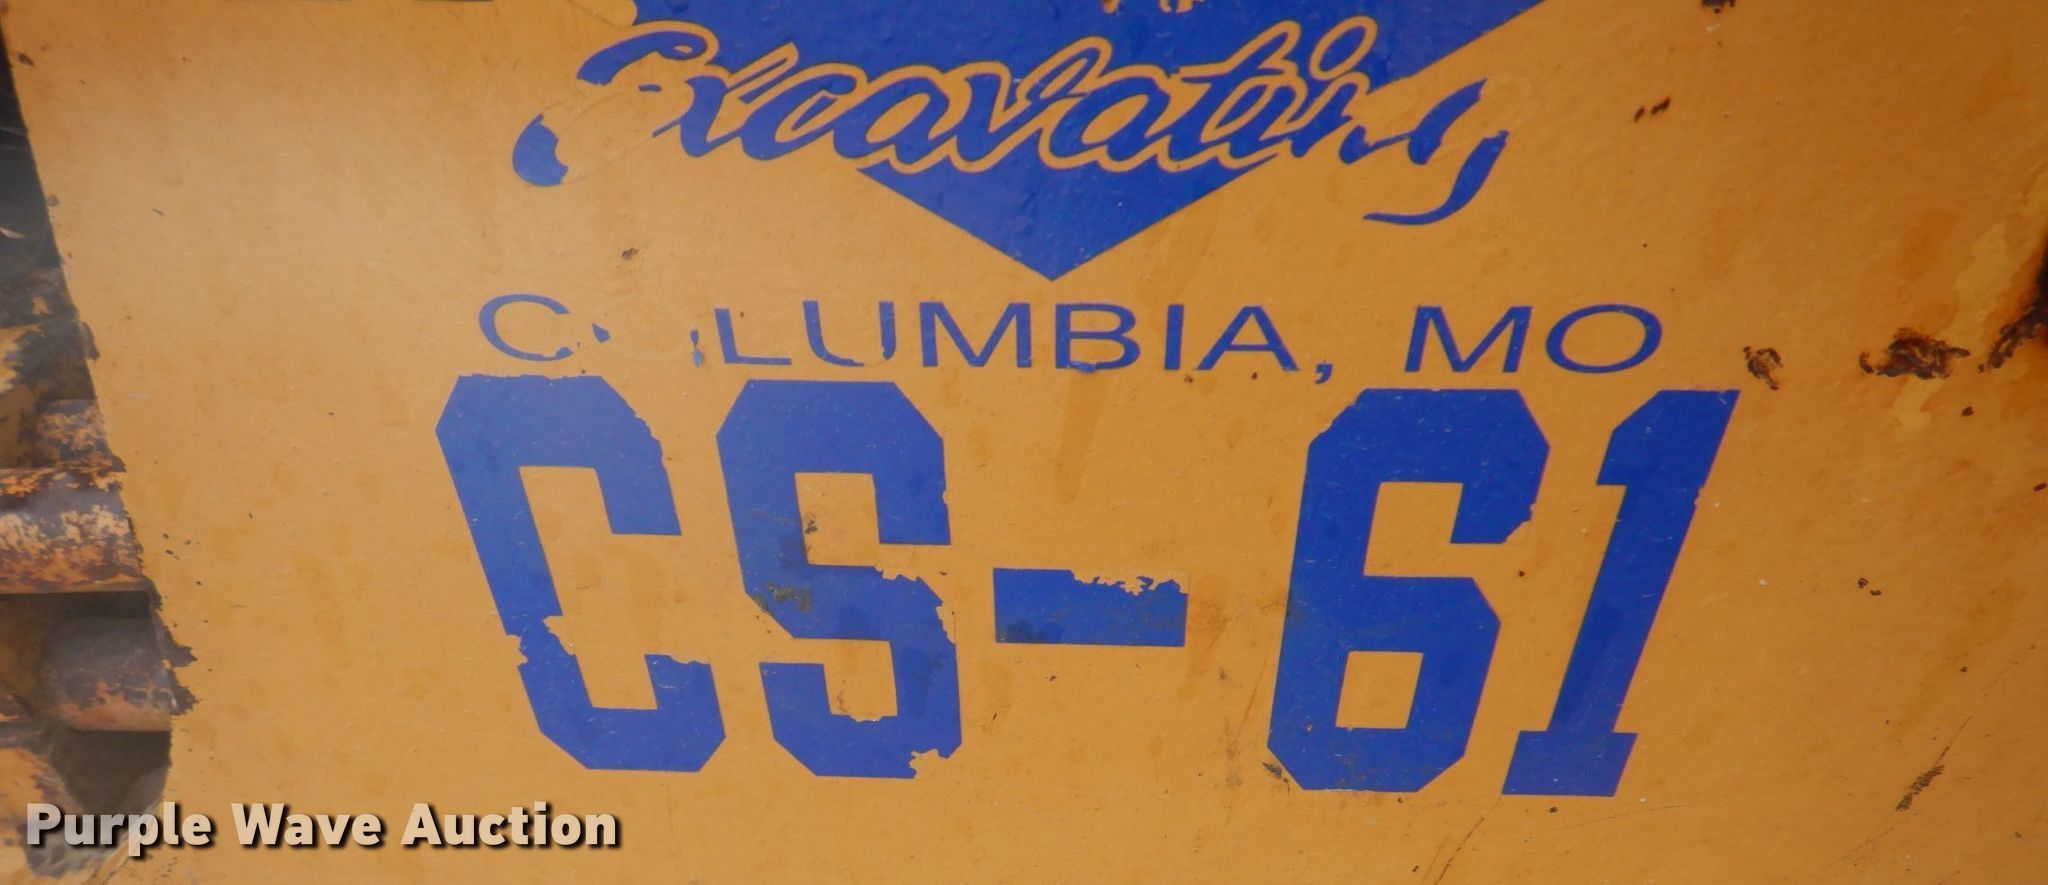 Excavating
COLUMBIA, MO
CS-61
Purple Wave Auction